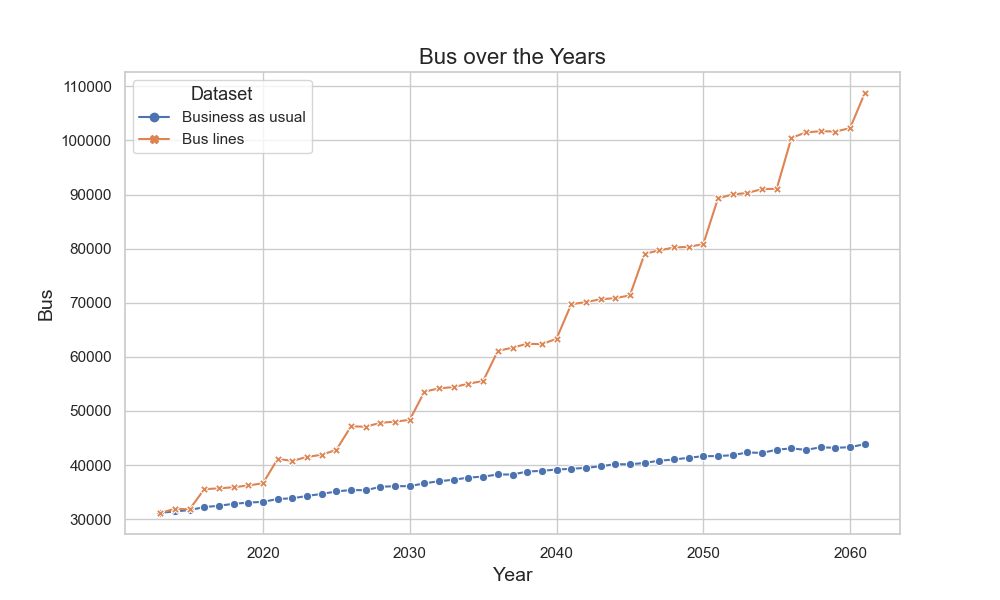 Bus over the Years
Dataset
Business as usual
Bus lines
110000
100000
90000
80000
70000
60000
50000
40000
30000
Bus
2020 2030 2040 2050 2060
Year